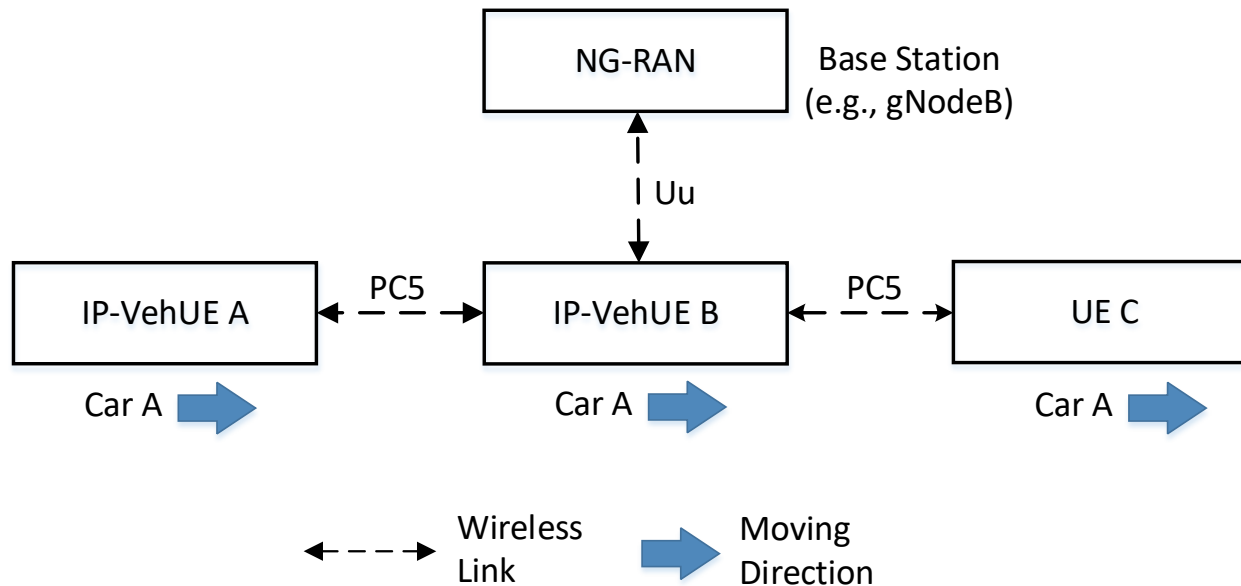 NG-RAN
Base Station
(e.g., gNodeB)
Uu
IP-VehUE A
PC5
IP-VehUE B
PC5
UE C
Car A
Car A
Car A
Wireless
Link
Moving
Direction